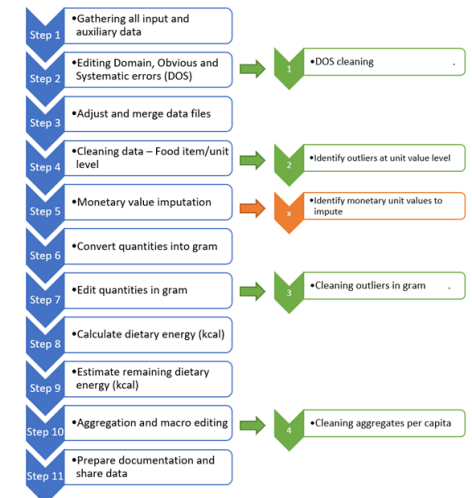 Step 1
•Gathering all input and
auxiliary data
Step 2
•Editing Domain, Obvious and
Systematic errors (DOS)
1
•DOS cleaning .
Step 3
•Adjust and merge data files
Step 4
•Cleaning data – Food item/unit
level
2
•Identify outliers at unit value level
Step 5
•Monetary value imputation
x
•Identify monetary unit values to
impute
Step 6
•Convert quantities into gram
Step 7
•Edit quantities in gram
3
•Cleaning outliers in gram .
Step 8
•Calculate dietary energy (kcal)
Step 9
•Estimate remaining dietary
energy (kcal)
Step 10
•Aggregation and macro editing
4
•Cleaning aggregates per capita
Step 11
•Prepare documentation and
share data